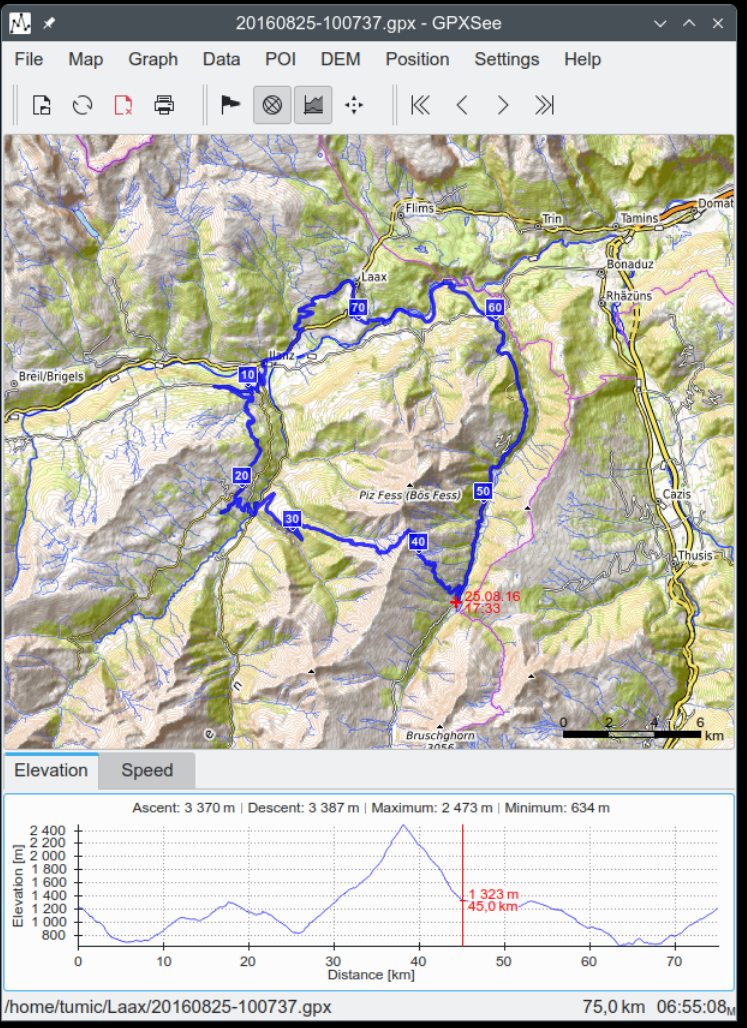 20160825-100737.gpx - GPXSee
File Map Graph Data POI DEM Position Settings Help
Flims
Trin
Tamins
Domat
Laax
Bonaduz
Rhäzüns
70
60
Ilanz
Breil/Brigels
10
20
Piz Fess (Bös Fess)
50
Cazis
30
40
Thusis
25.08.16
17:33
n
e
Bruschghorn
3056
0 2 4 6
km
Elevation Speed
Ascent: 3 370 m | Descent: 3 387 m | Maximum: 2 473 m | Minimum: 634 m
Elevation [m]
2 400
2 200
2 000
1 800
1 600
1 400
1 200
1 000
800
1 323 m
45,0 km
0 10 20 30 40 50 60 70
Distance [km]
/home/tumic/Laax/20160825-100737.gpx 75,0 km 06:55:08M